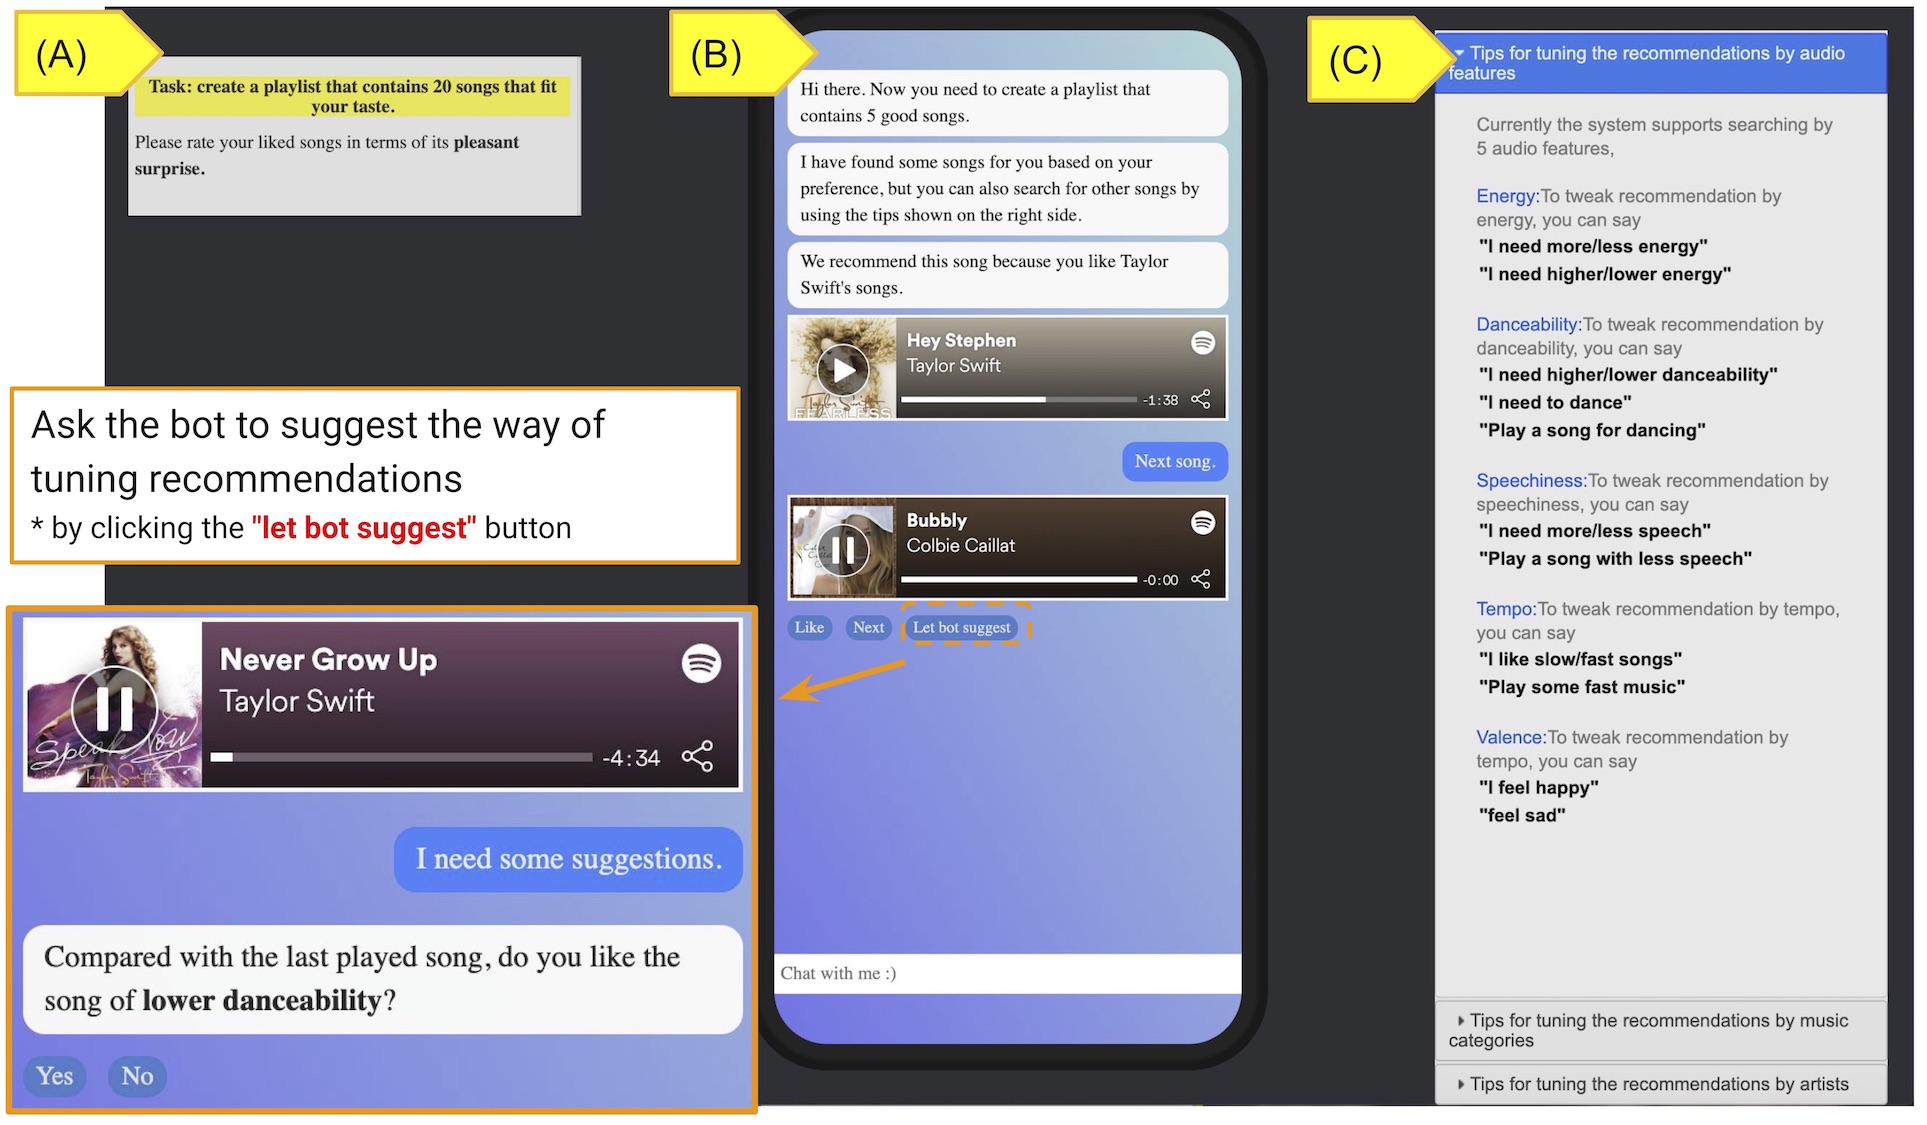 (A)
Task: create a playlist that contains 20 songs that fit
your taste.
Please rate your liked songs in terms of its pleasant
surprise.
Ask the bot to suggest the way of
tuning recommendations
* by clicking the "let bot suggest" button
Never Grow Up
Taylor Swift
Speak Now
Taylor Swift
-4:34
I need some suggestions.
Compared with the last played song, do you like the
song of lower danceability?
Yes
No
(B)
Hi there. Now you need to create a playlist that
contains 5 good songs.
I have found some songs for you based on your
preference, but you can also search for other songs by
using the tips shown on the right side.
We recommend this song because you like Taylor
Swift's songs.
Hey Stephen
Taylor Swift
Taylor Swift
FEARLESS
-1:38
Next song.
Bubbly
Colbie Caillat
-0:00
Like
Next
Let bot suggest
Chat with me :)
(C)
Tips for tuning the recommendations by audio
features
Currently the system supports searching by
5 audio features,
Energy:To tweak recommendation by
energy, you can say
"I need more/less energy"
"I need higher/lower energy"
Danceability:To tweak recommendation by
danceability, you can say
"I need higher/lower danceability"
"I need to dance"
"Play a song for dancing"
Speechiness:To tweak recommendation by
speechiness, you can say
"I need more/less speech"
"Play a song with less speech"
Tempo:To tweak recommendation by tempo,
you can say
"I like slow/fast songs"
"Play some fast music"
Valence:To tweak recommendation by
tempo, you can say
"I feel happy"
"feel sad"
Tips for tuning the recommendations by music
categories
Tips for tuning the recommendations by artists